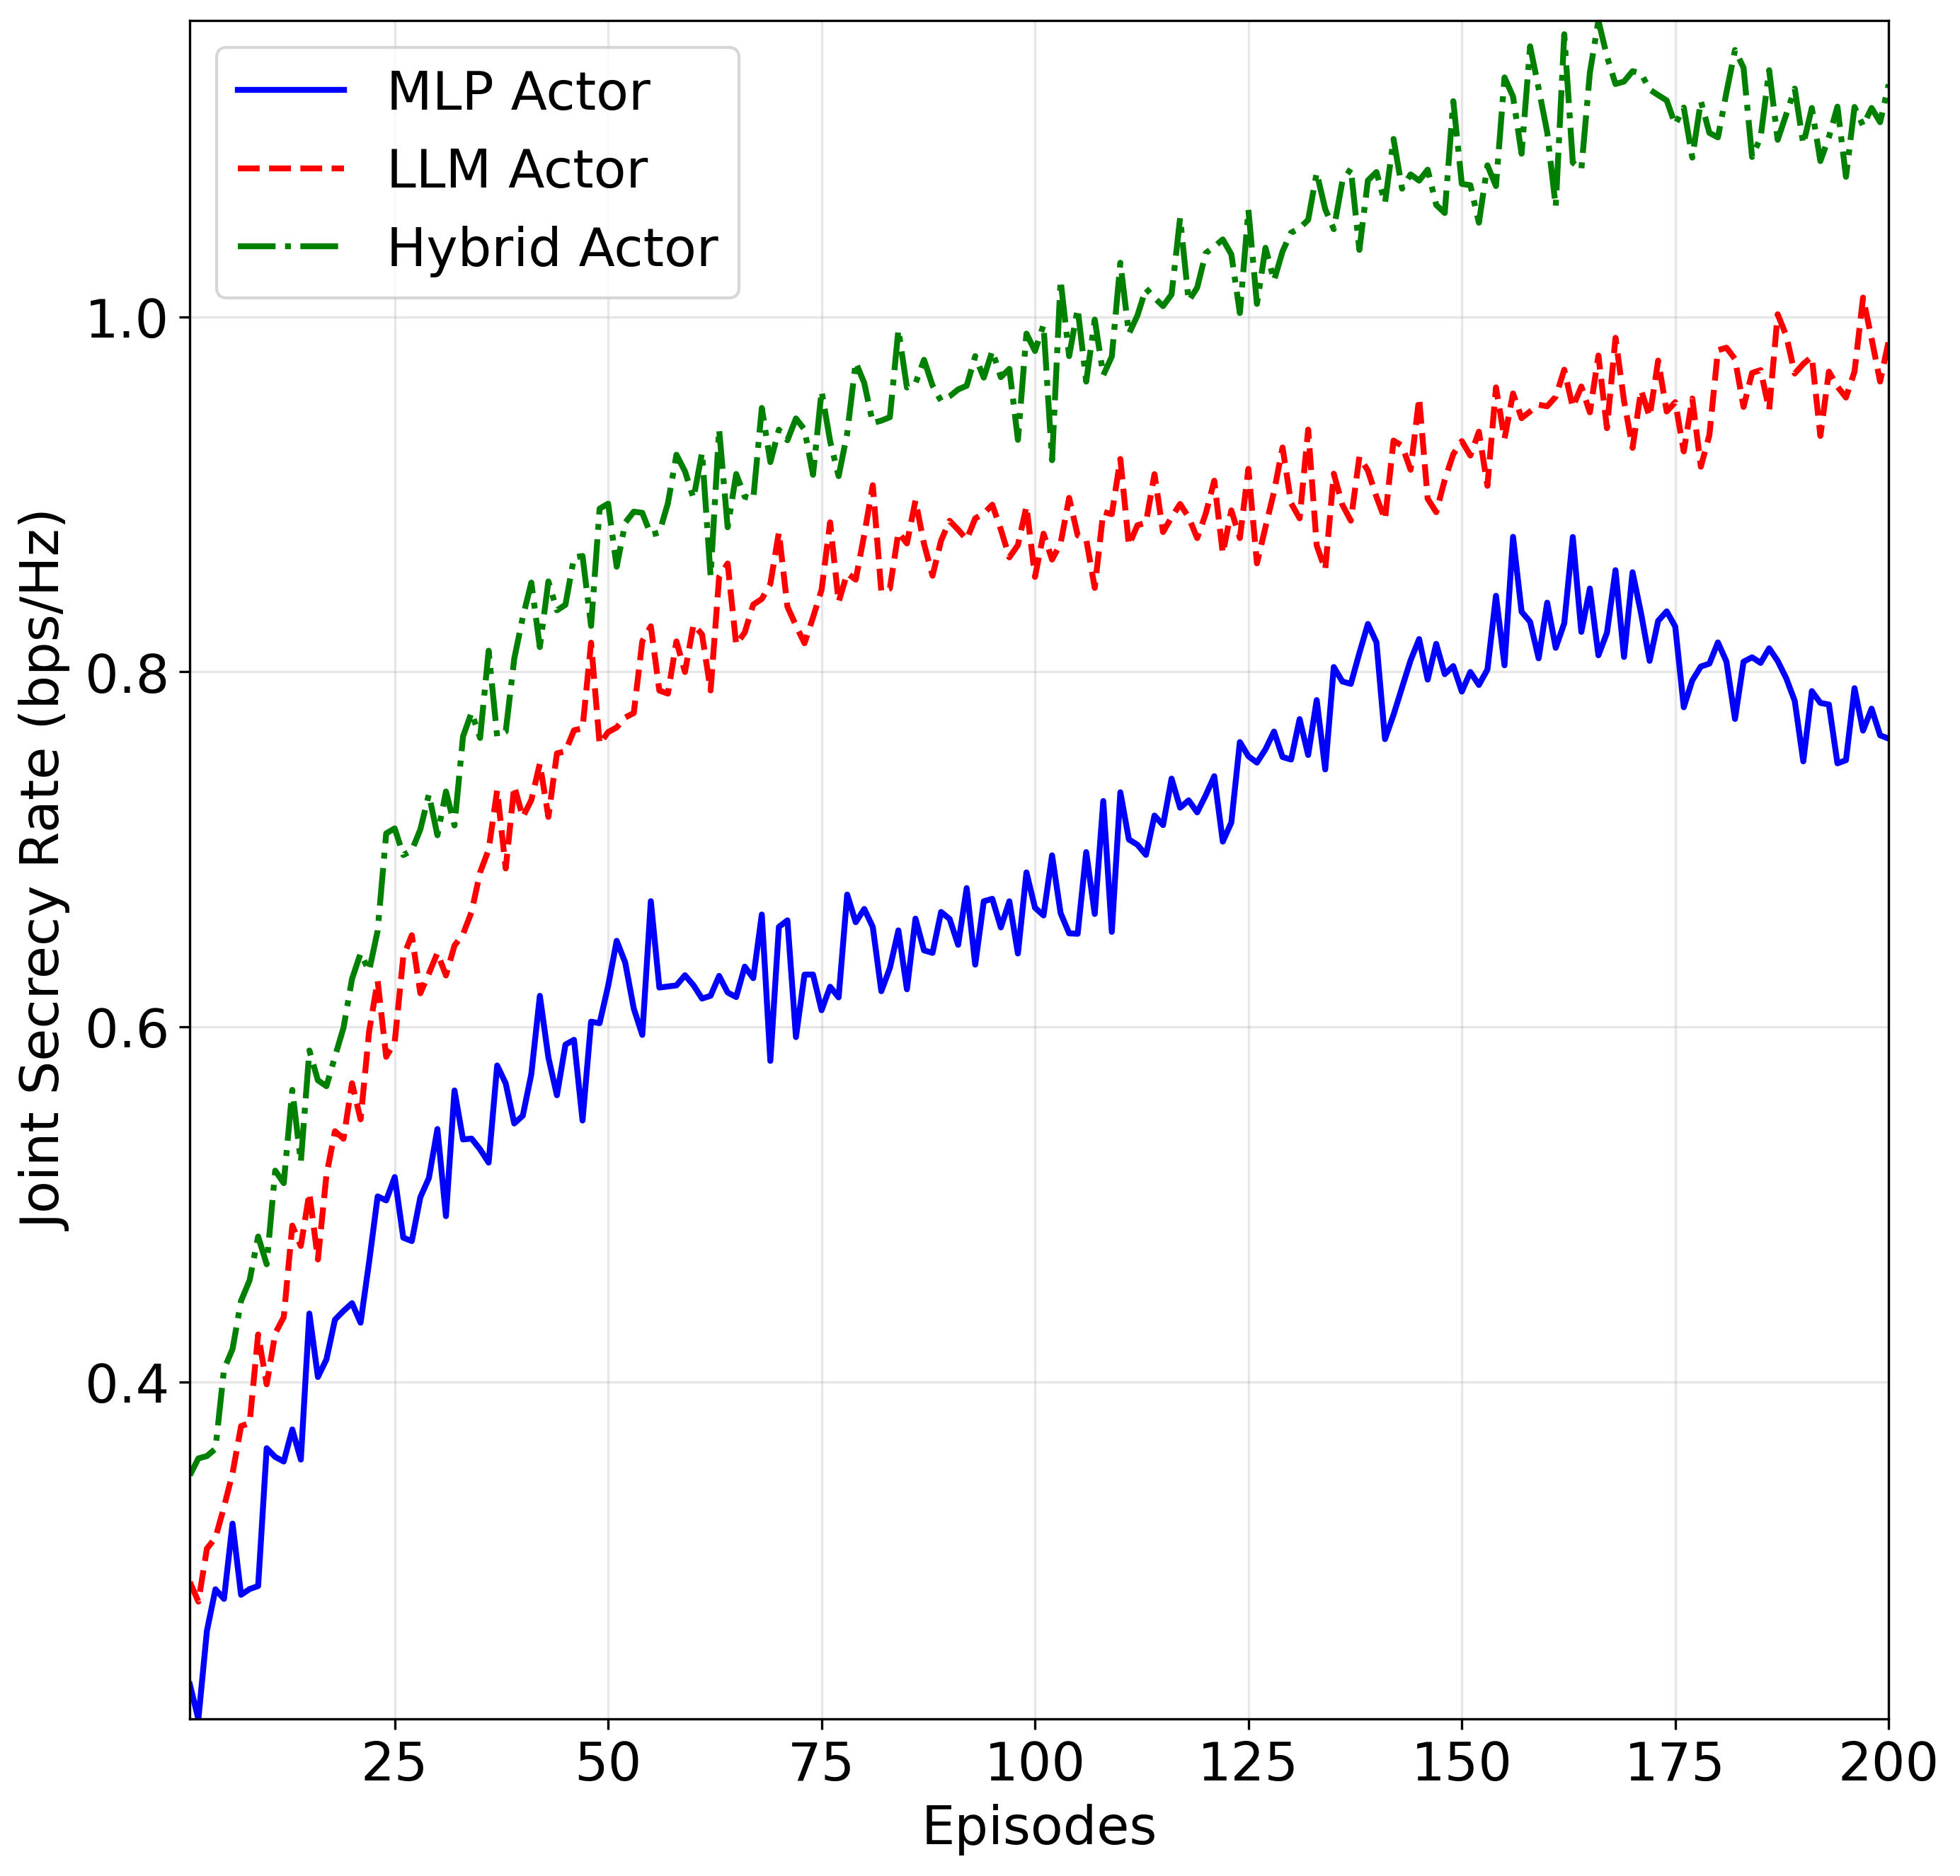 MLP Actor
LLM Actor
Hybrid Actor
1.0
0.8
0.6
0.4
Joint Secrecy Rate (bps/Hz)
25 50 75 100 125 150 175 200
Episodes